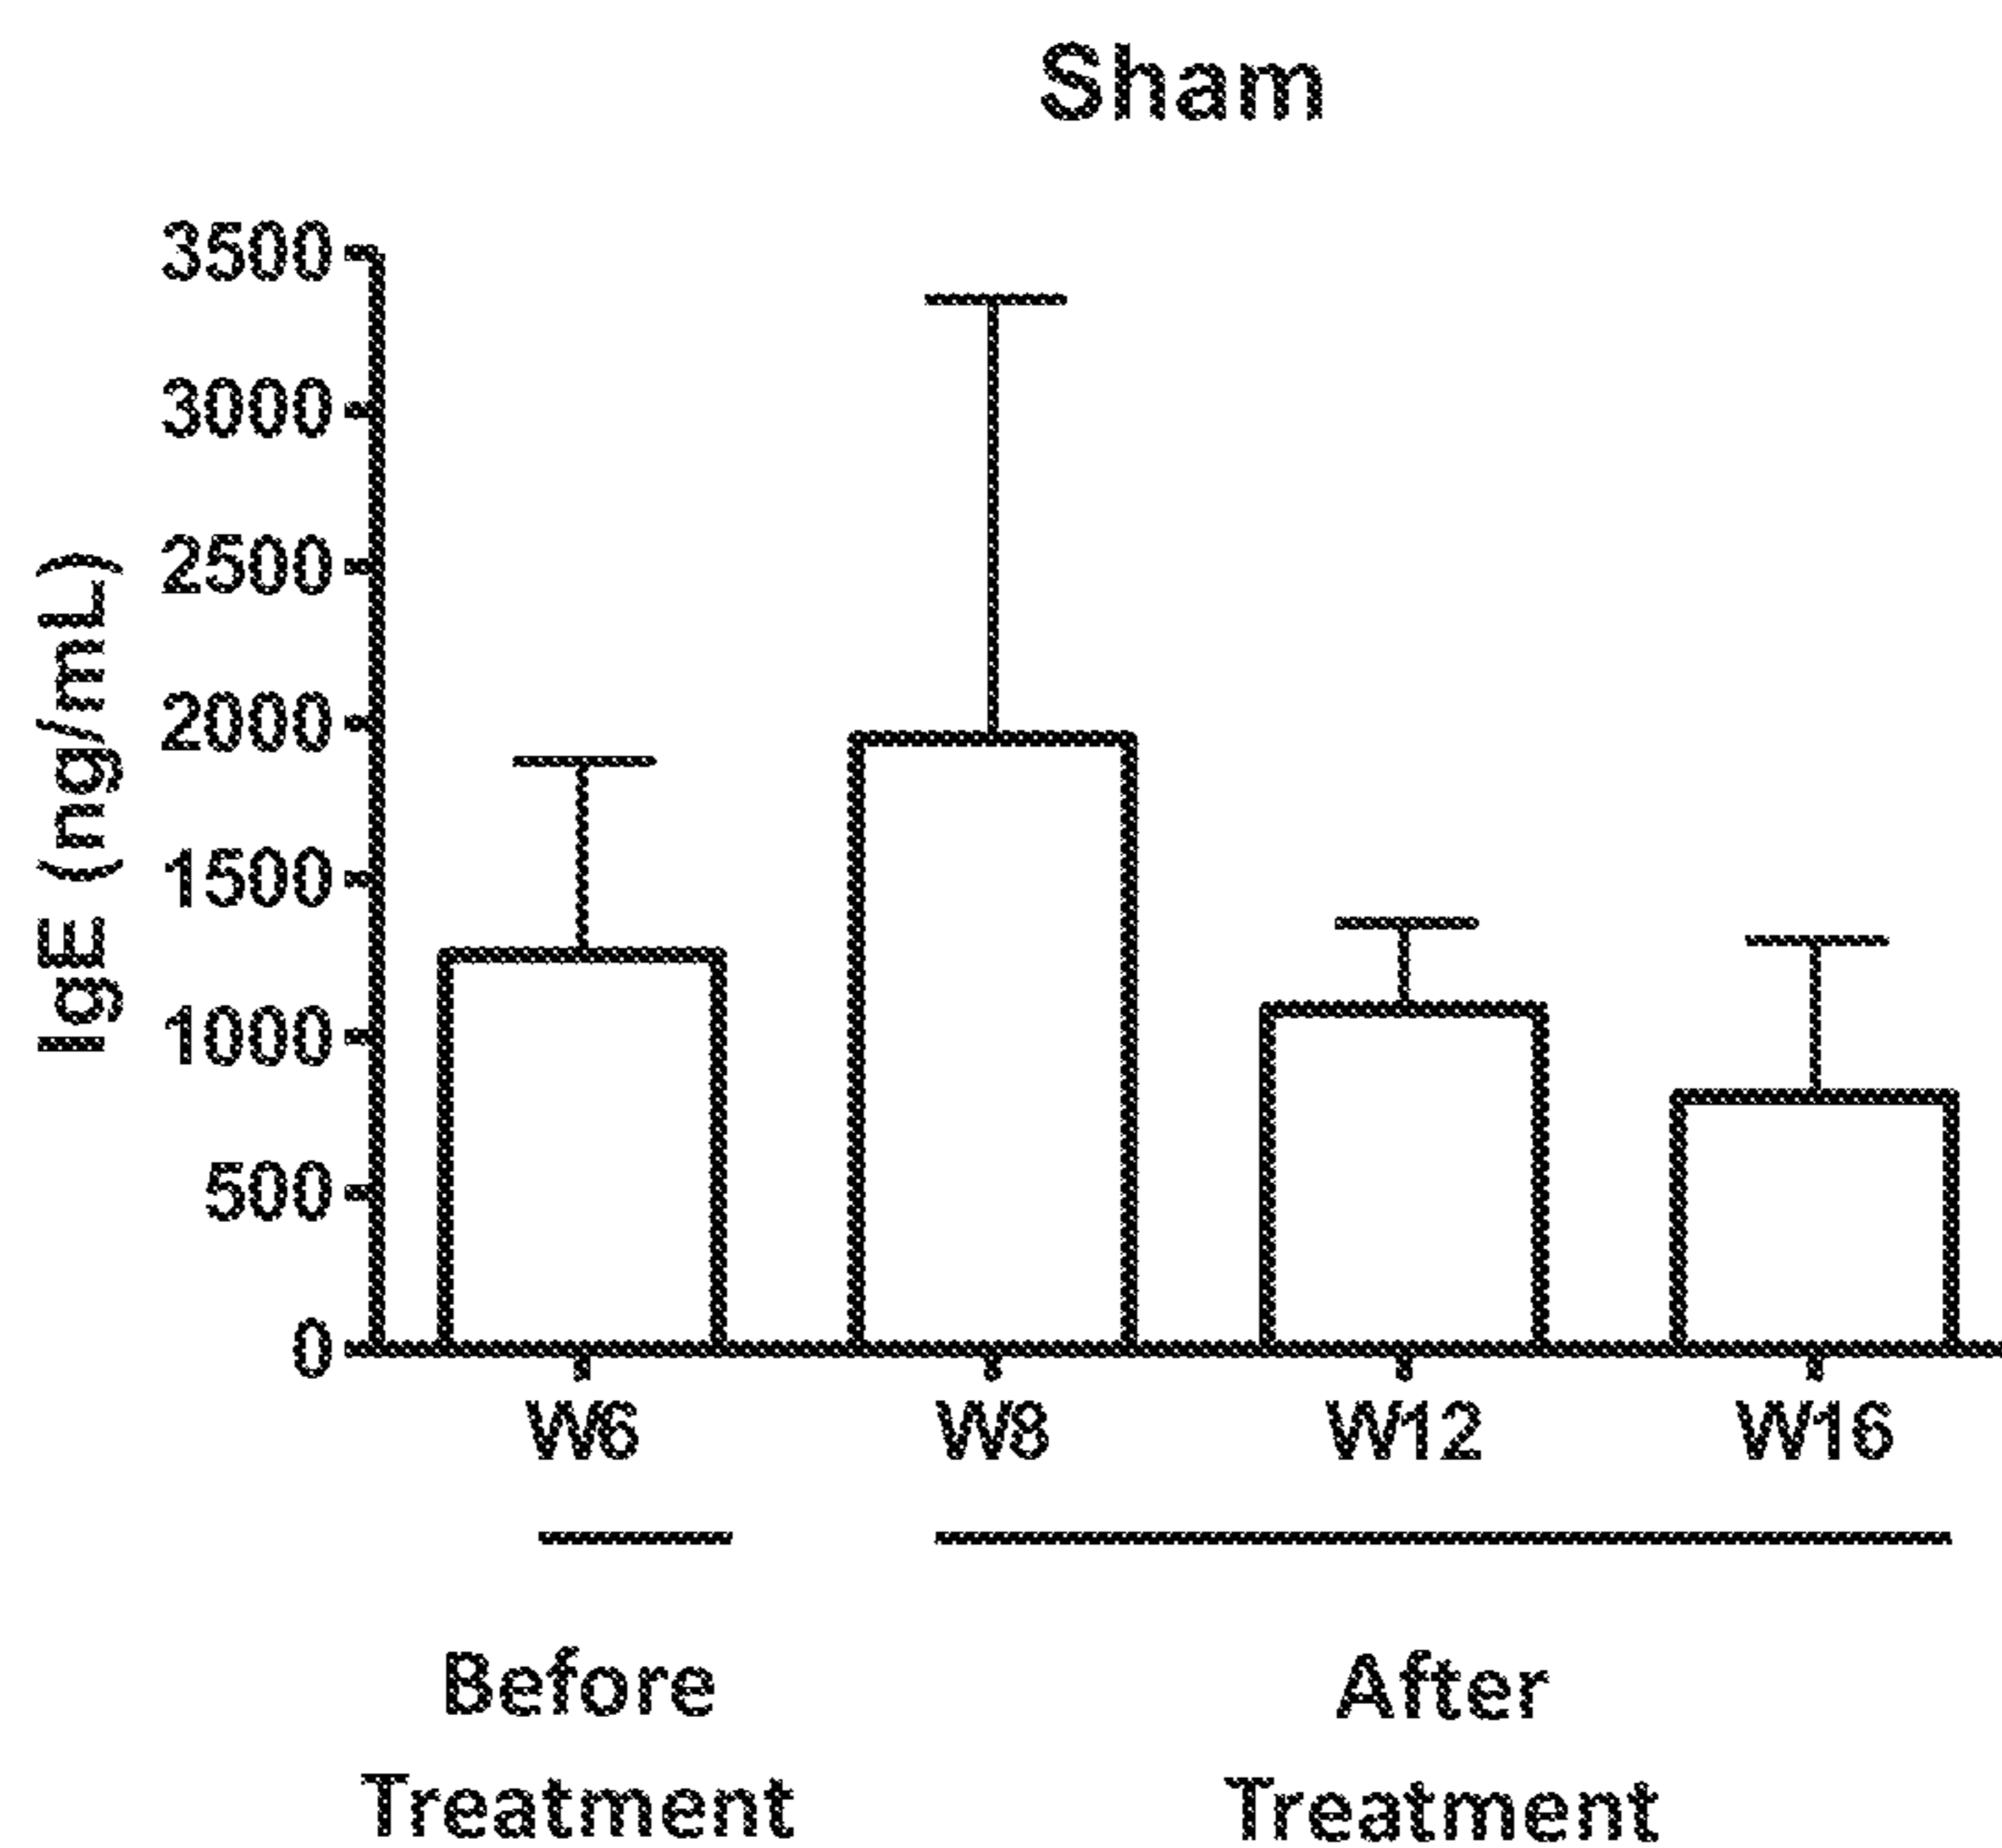 Sham
IgE (ng/mL)
3500
3000
2500
2000
1500
1000
500
0
W6 W8 W12 W16
Before After
Treatment Treatment